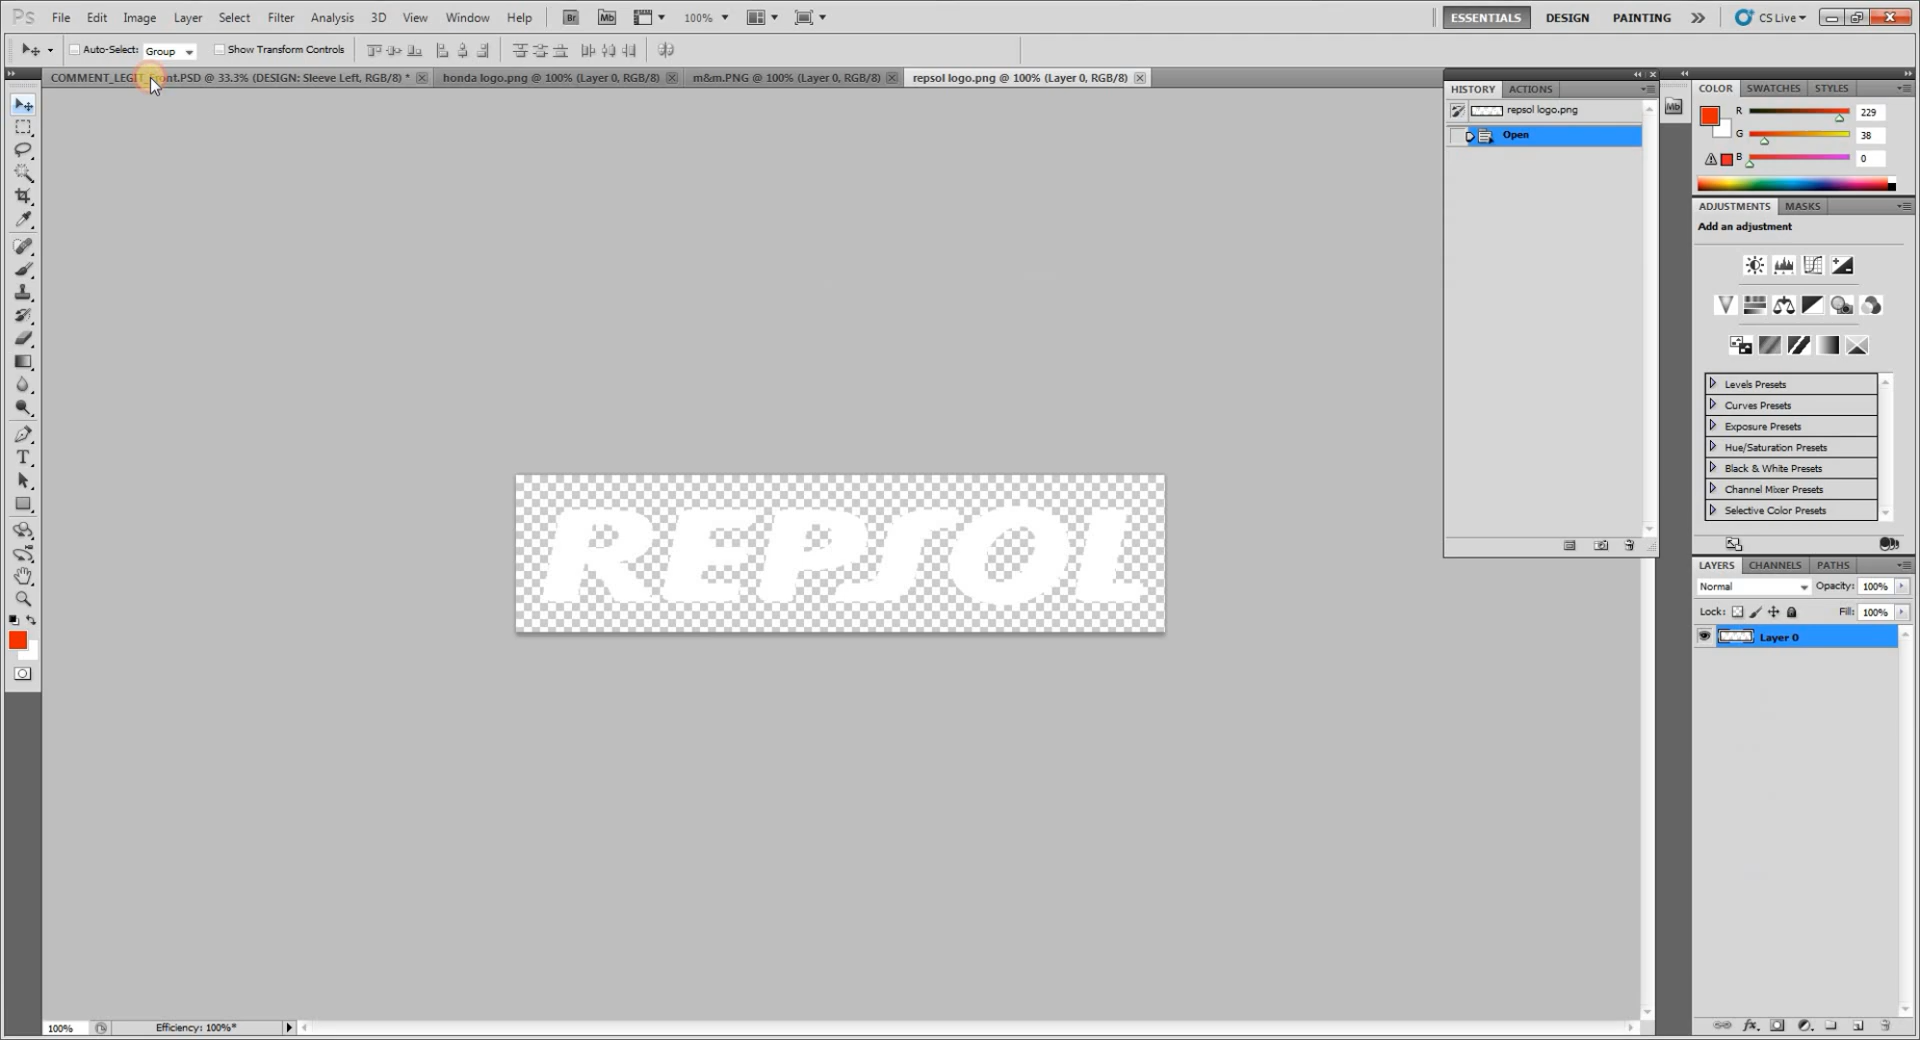 Ps File Edit Image Layer Select Filter Analysis 3D View Window Help Br Mb 100% ESSENTIALS DESIGN PAINTING CS Live
Auto-Select: Group Show Transform Controls
COMMENT_LEGIT_Front.PSD @ 33.3% (DESIGN: Sleeve Left, RGB/8) * honda logo.png @ 100% (Layer 0, RGB/8) m&m.PNG @ 100% (Layer 0, RGB/8) repsol logo.png @ 100% (Layer 0, RGB/8)
HISTORY ACTIONS
repsol logo.png
Open
Mb
COLOR SWATCHES STYLES
R 229
G 38
B 0
ADJUSTMENTS MASKS
Add an adjustment
Levels Presets
Curves Presets
Exposure Presets
Hue/Saturation Presets
Black & White Presets
Channel Mixer Presets
Selective Color Presets
REPSOL
LAYERS CHANNELS PATHS
Normal Opacity: 100%
Lock: Fill: 100%
Layer 0
T
100% Efficiency: 100%*
fx